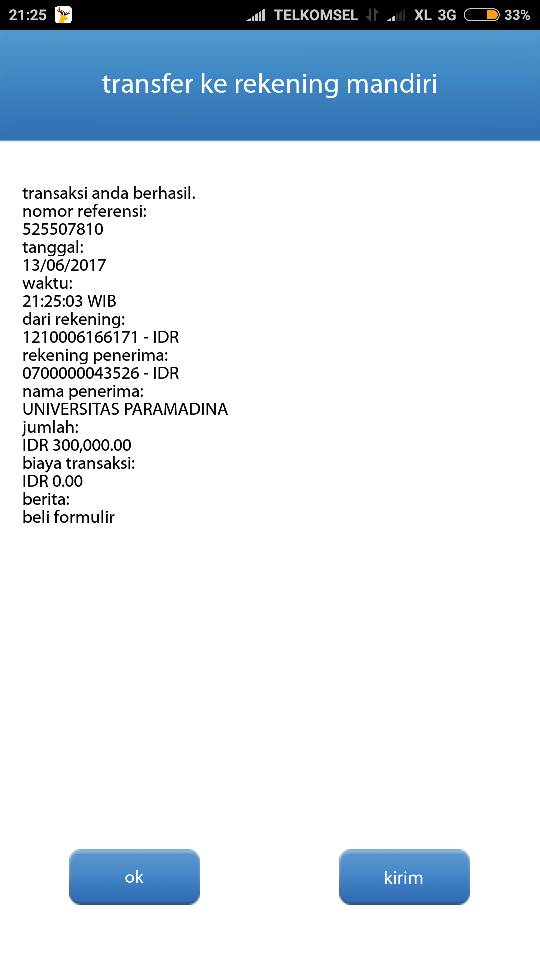 21:25 TELKOMSEL XL 3G 33%
transfer ke rekening mandiri
transaksi anda berhasil.
nomor referensi:
525507810
tanggal:
13/06/2017
waktu:
21:25:03 WIB
dari rekening:
1210006166171 - IDR
rekening penerima:
0700000043526 - IDR
nama penerima:
UNIVERSITAS PARAMADINA
jumlah:
IDR 300,000.00
biaya transaksi:
IDR 0.00
berita:
beli formulir
ok kirim